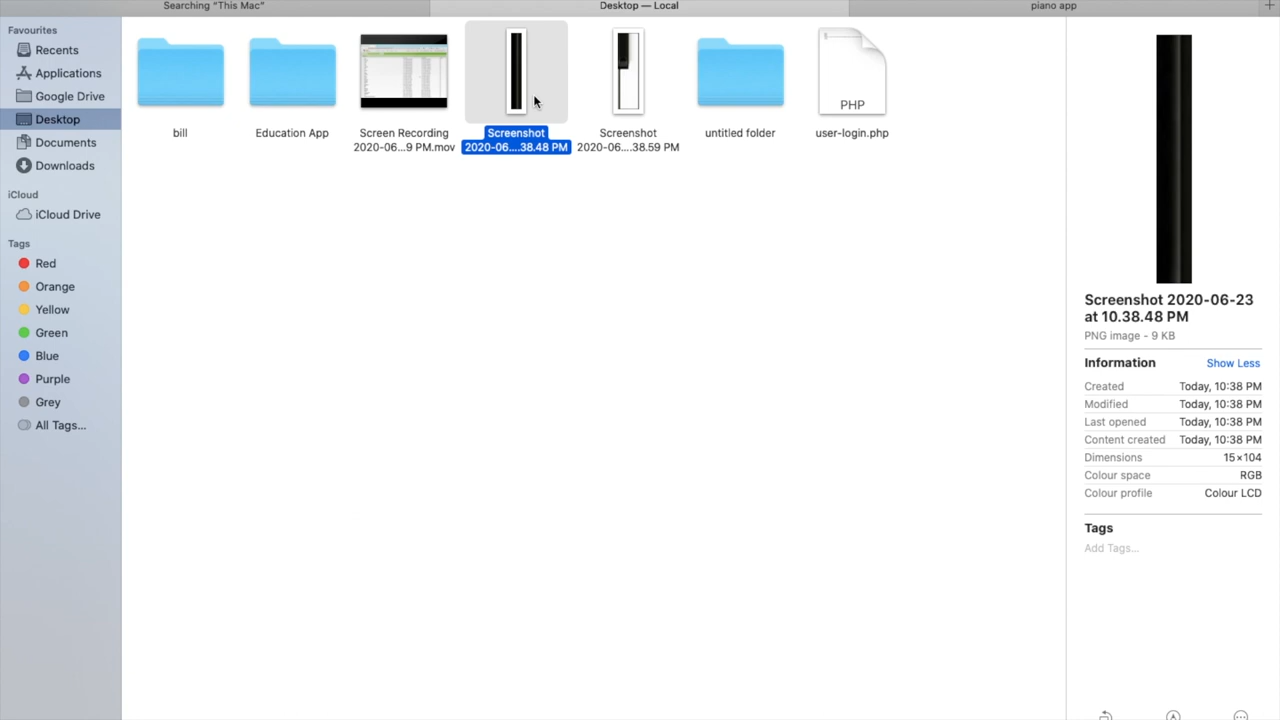 Searching "This Mac"
Desktop — Local
piano app
Favourites
Recents
Applications
Google Drive
Desktop
Documents
Downloads
iCloud
iCloud Drive
Tags
Red
Orange
Yellow
Green
Blue
Purple
Grey
All Tags...
bill
Education App
Screen Recording
2020-06...9 PM.mov
Screenshot
2020-06....38.48 PM
Screenshot
2020-06....38.59 PM
untitled folder
PHP
user-login.php
Screenshot 2020-06-23
at 10.38.48 PM
PNG image - 9 KB
Information Show Less
Created Today, 10:38 PM
Modified Today, 10:38 PM
Last opened Today, 10:38 PM
Content created Today, 10:38 PM
Dimensions 15×104
Colour space RGB
Colour profile Colour LCD
Tags
Add Tags...